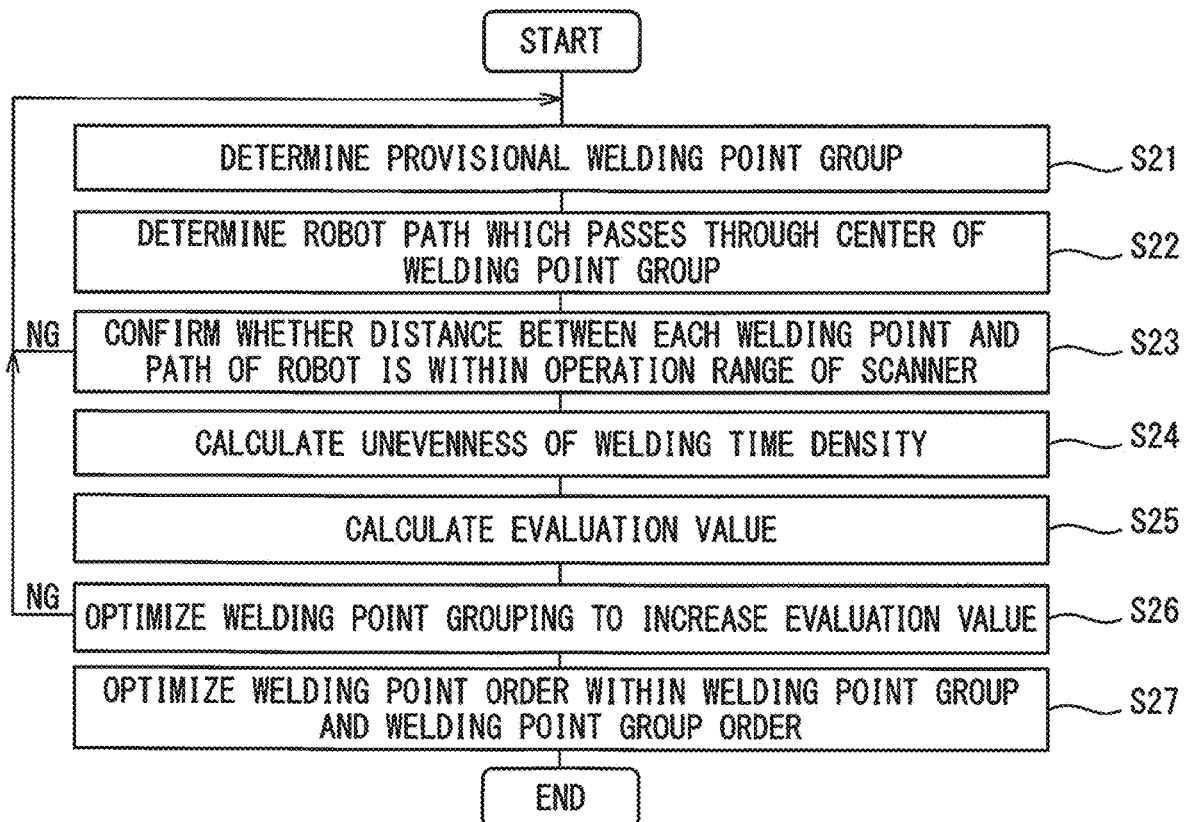 START
DETERMINE PROVISIONAL WELDING POINT GROUP
S21
DETERMINE ROBOT PATH WHICH PASSES THROUGH CENTER OF
WELDING POINT GROUP
S22
NG
CONFIRM WHETHER DISTANCE BETWEEN EACH WELDING POINT AND
PATH OF ROBOT IS WITHIN OPERATION RANGE OF SCANNER
S23
CALCULATE UNEVENNESS OF WELDING TIME DENSITY
S24
CALCULATE EVALUATION VALUE
S25
NG
OPTIMIZE WELDING POINT GROUPING TO INCREASE EVALUATION VALUE
S26
OPTIMIZE WELDING POINT ORDER WITHIN WELDING POINT GROUP
AND WELDING POINT GROUP ORDER
S27
END